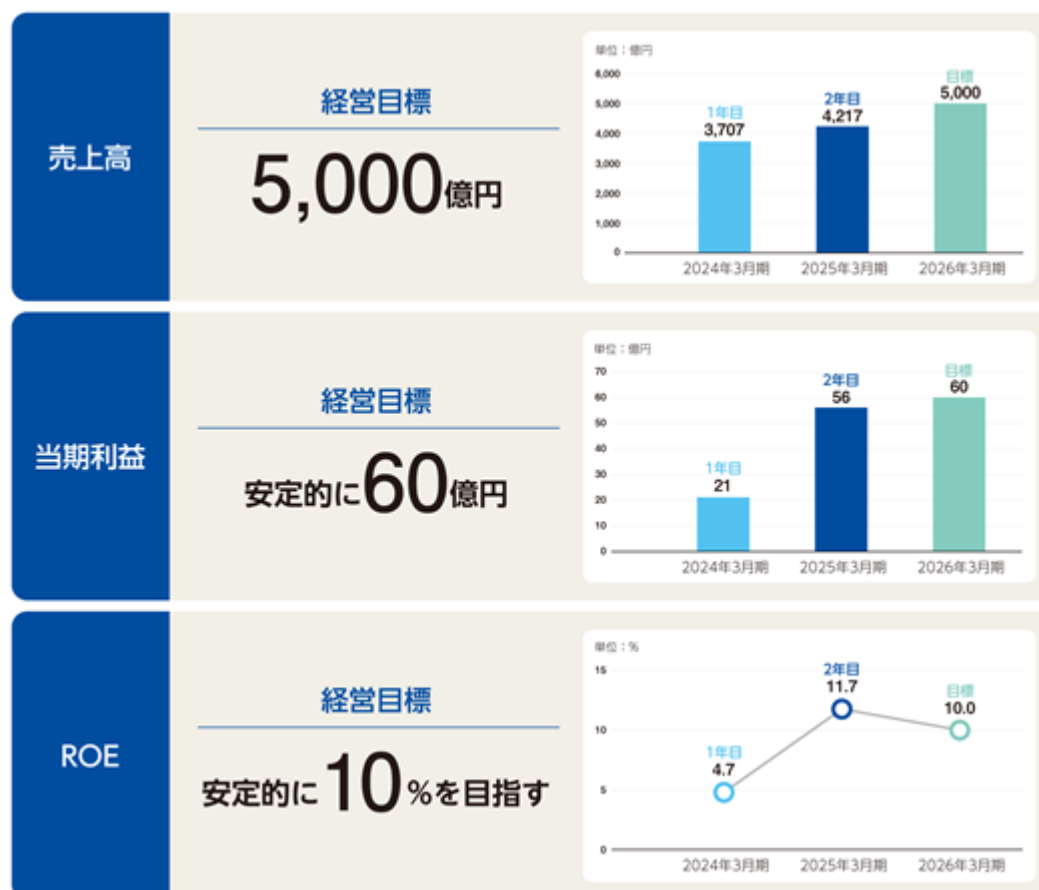 売上高
経営目標
5,000億円
単位：億円
6,000
5,000
4,000
3,000
2,000
1,000
0
1年目
3,707
2年目
4,217
目標
5,000
2024年3月期
2025年3月期
2026年3月期
当期利益
経営目標
安定的に60億円
単位：億円
70
60
50
40
30
20
10
0
1年目
21
2年目
56
目標
60
2024年3月期
2025年3月期
2026年3月期
ROE
経営目標
安定的に10%を目指す
単位：%
15
10
5
0
1年目
4.7
2年目
11.7
目標
10.0
2024年3月期
2025年3月期
2026年3月期